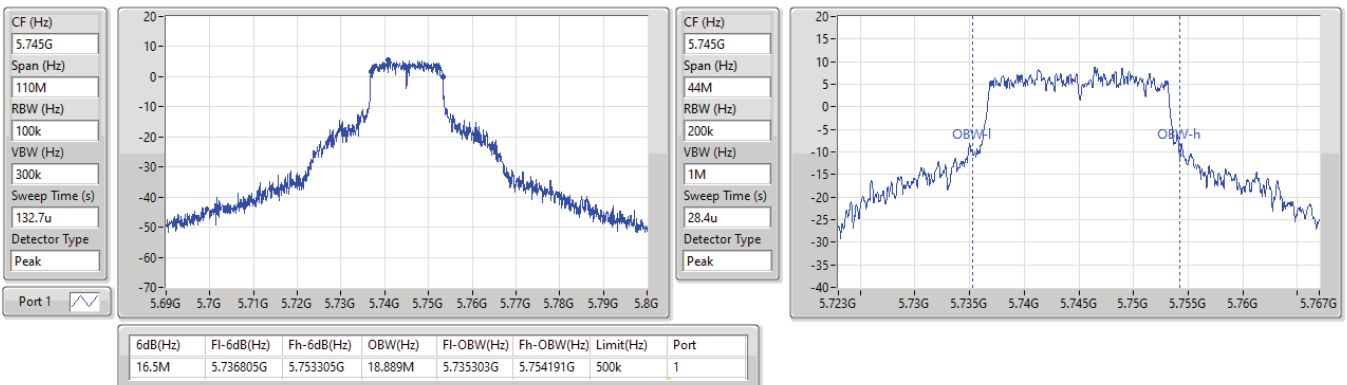 CF (Hz)
5.745G
Span (Hz)
110M
RBW (Hz)
100k
VBW (Hz)
300k
Sweep Time (s)
132.7u
Detector Type
Peak
Port 1
20
10
0
-10
-20
-30
-40
-50
-60
-70
5.69G 5.7G 5.71G 5.72G 5.73G 5.74G 5.75G 5.76G 5.77G 5.78G 5.79G 5.8G
CF (Hz)
5.745G
Span (Hz)
44M
RBW (Hz)
200k
VBW (Hz)
1M
Sweep Time (s)
28.4u
Detector Type
Peak
20
15
10
5
0
-5
-10
-15
-20
-25
-30
-35
-40
OBW-l OBW-h
5.723G 5.73G 5.735G 5.74G 5.745G 5.75G 5.755G 5.76G 5.767G
6dB(Hz) Fl-6dB(Hz) Fh-6dB(Hz) OBW(Hz) Fl-OBW(Hz) Fh-OBW(Hz) Limit(Hz) Port
16.5M 5.736805G 5.753305G 18.889M 5.735303G 5.754191G 500k 1